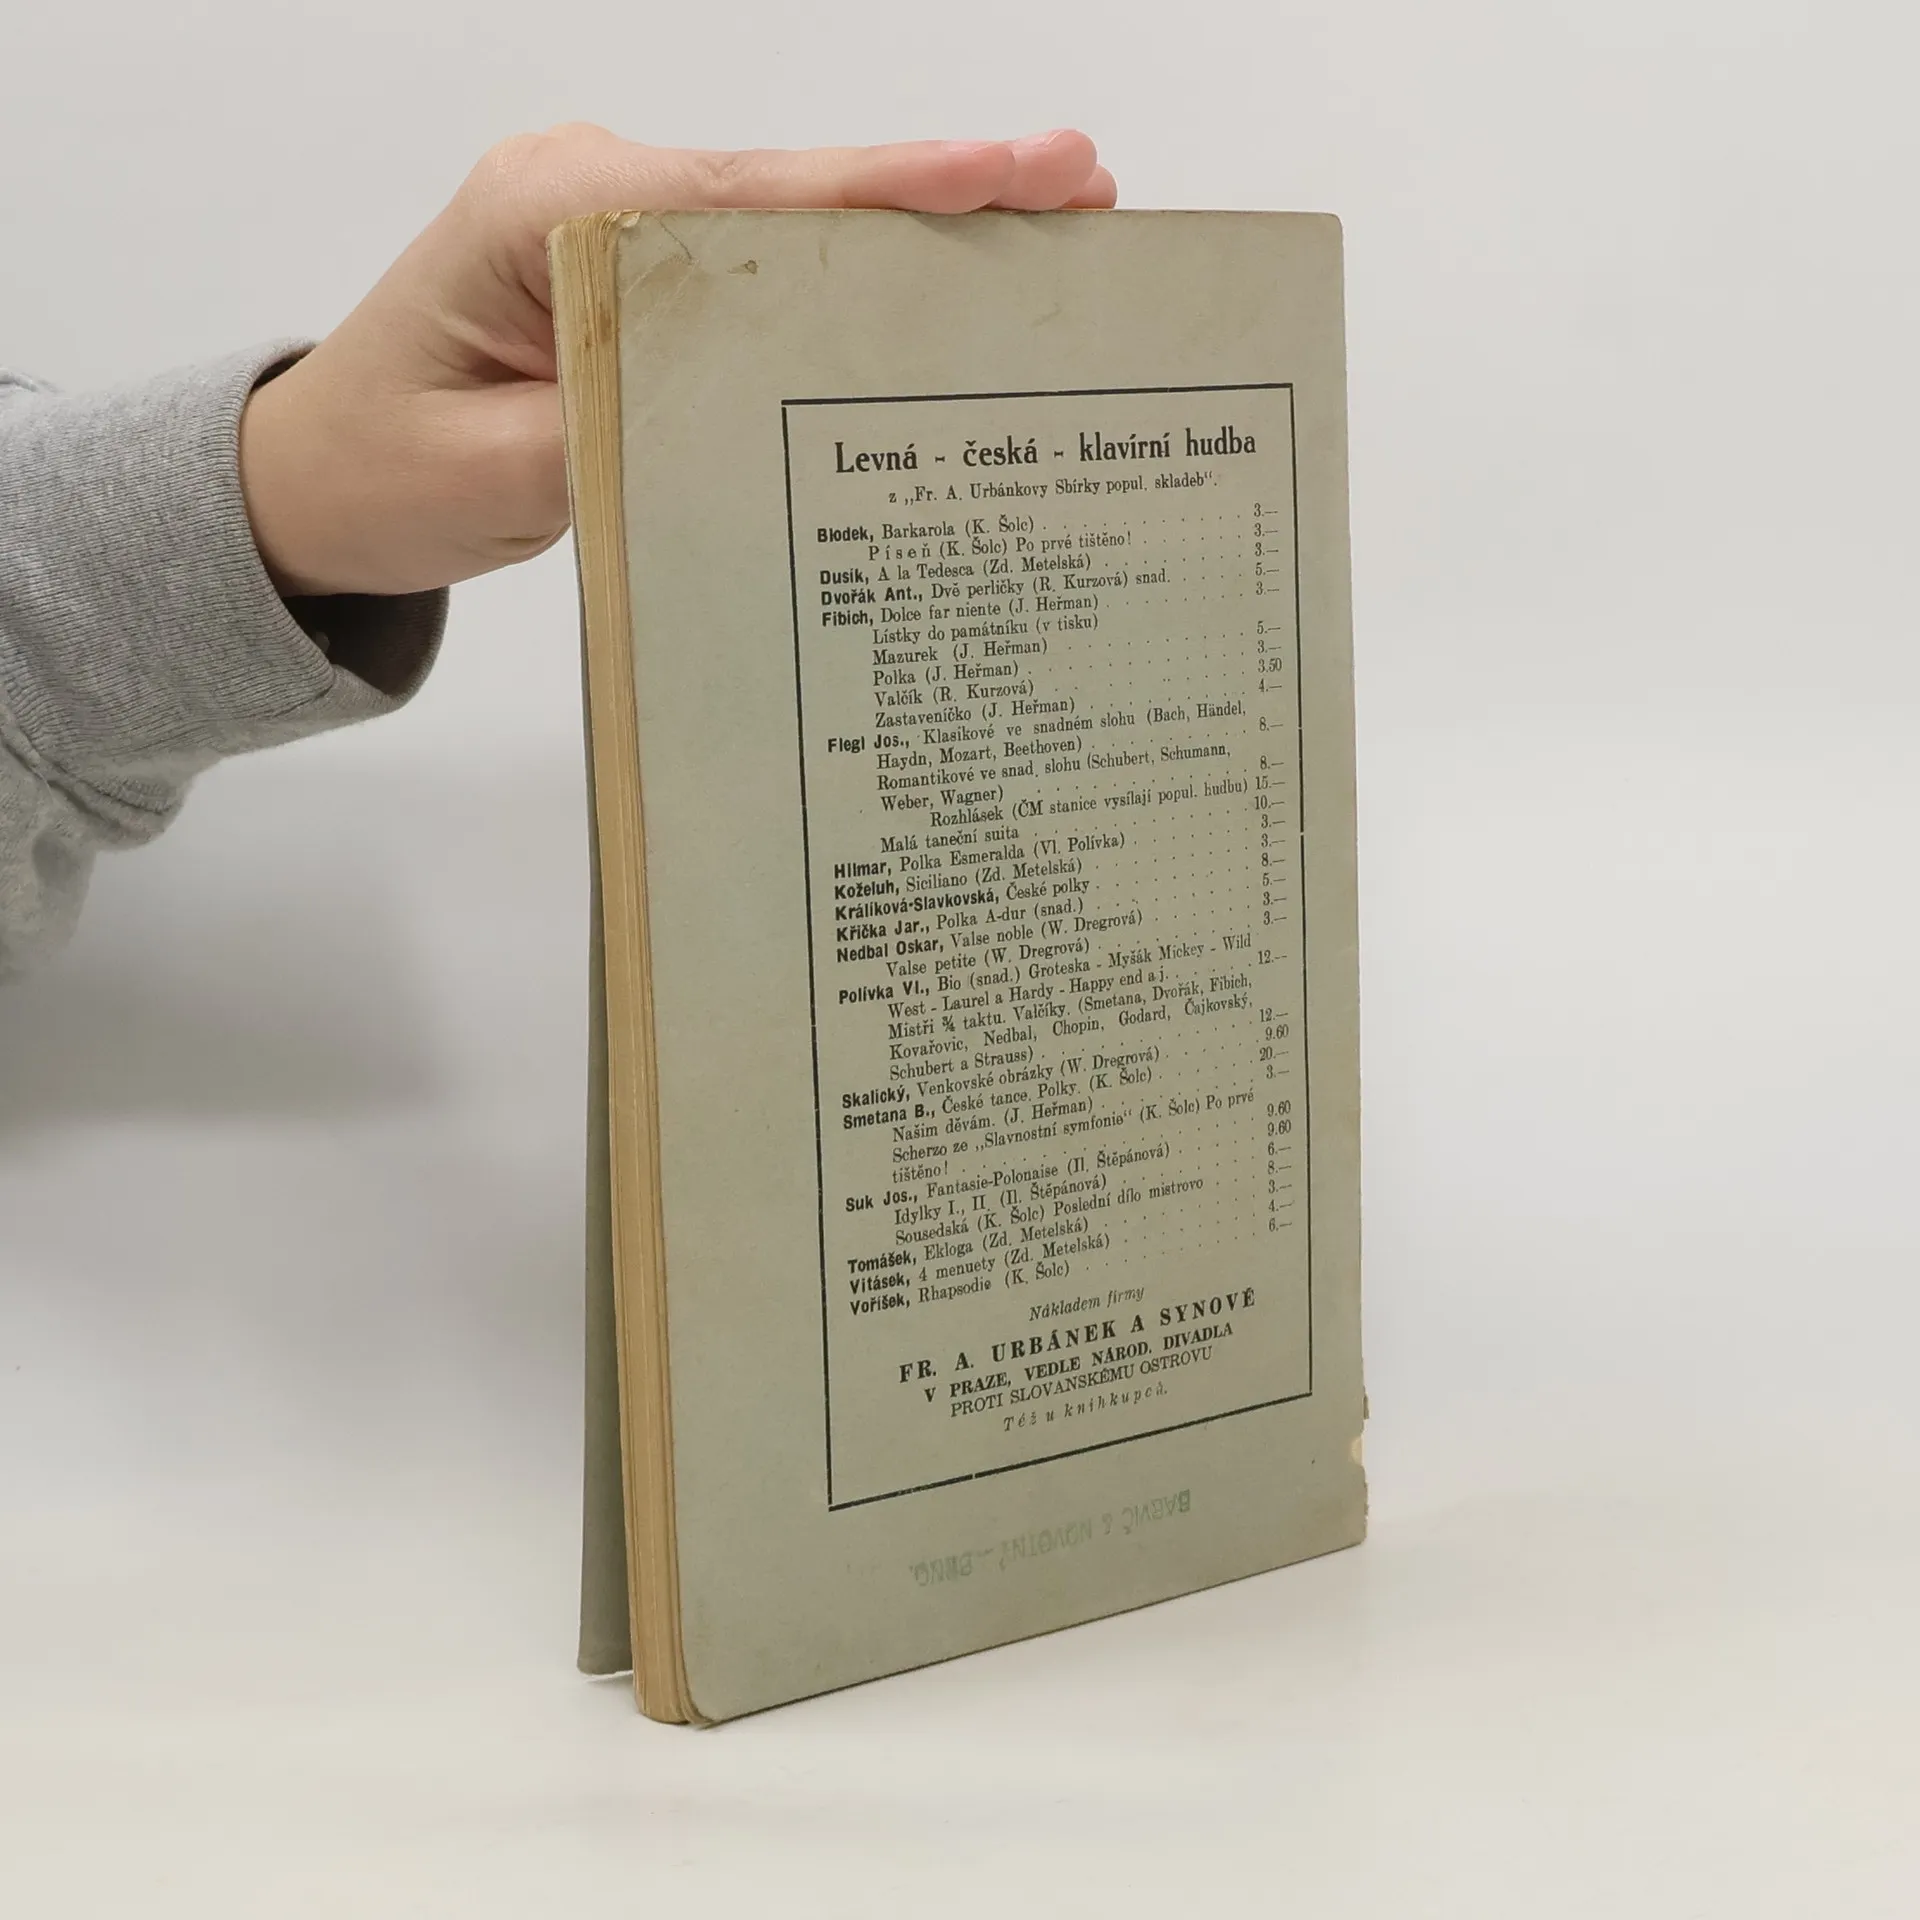 Levná - česká - klavírní hudba
z „Fr. A. Urbánkovy Sbírky popul. skladeb“.
Blodek, Barkarola (K. Šolc) . . . . . . . . . . . 3.—
Píseň (K. Šolc) Po prvé tištěno! . . . . . . 3.—
Dusík, A la Tedesca (Zd. Metelská) . . . . . . . 3.—
Dvořák Ant., Dvě perličky (R. Kurzová) snad. . . . . 5.—
Fibich, Dolce far niente (J. Heřman) . . . . . . . 3.—
Lístky do památníku (v tisku)
Mazurek (J. Heřman) . . . . . . . . . 5.—
Polka (J. Heřman) . . . . . . . . . . 3.—
Valčík (R. Kurzová) . . . . . . . . . 3.50
Zastaveníčko (J. Heřman) . . . . . . . . 4.—
Flegl Jos., Klasikové ve snadném slohu (Bach, Händel,
Haydn, Mozart, Beethoven) . . . . . . . . 8.—
Romantikové ve snad. slohu (Schubert, Schumann,
Weber, Wagner) . . . . . . . . . . 8.—
Rozhlásek (ČM stanice vysílají popul. hudbu) 15.—
Malá taneční suita . . . . . . . . . . 10.—
Hilmar, Polka Esmeralda (Vl. Polívka) . . . . . . 3.—
Koželuh, Siciliano (Zd. Metelská) . . . . . . . . 3.—
Králíková-Slavkovská, České polky . . . . . . . . 8.—
Křička Jar., Polka A-dur (snad.) . . . . . . . . 5.—
Nedbal Oskar, Valse noble (W. Dregrová) . . . . . 3.—
Valse petite (W. Dregrová) . . . . . . . . 3.—
Polívka Vl., Bio (snad.) Groteska - Myšák Mickey - Wild
West - Laurel a Hardy - Happy end a j. . . . . . 12.—
Mistři ¾ taktu. Valčíky. (Smetana, Dvořák, Fibich,
Kovařovic, Nedbal, Chopin, Godard, Čajkovský,
Schubert a Strauss) . . . . . . . . . . 12.—
Skalický, Venkovské obrázky (W. Dregrová) . . . . . 9.60
Smetana B., České tance. Polky. (K. Šolc) . . . . . 20.—
Našim děvám. (J. Heřman) . . . . . . . . 3.—
Scherzo ze „Slavnostní symfonie“ (K. Šolc) Po prvé
tištěno! . . . . . . . . . . . . 9.60
Suk Jos., Fantasie-Polonaise (Il. Štěpánová) . . . . 9.60
Idylky I., II. (Il. Štěpánová) . . . . . . . 6.—
Sousedská (K. Šolc) Poslední dílo mistrovo . . . 8.—
Tomášek, Ekloga (Zd. Metelská) . . . . . . . . 3.—
Vitásek, 4 menuety (Zd. Metelská) . . . . . . . 4.—
Voříšek, Rhapsodie (K. Šolc) . . . . . . . . . 6.—
Nákladem firmy
FR. A. URBÁNEK A SYNOVÉ
V PRAZE, VEDLE NÁROD. DIVADLA
PROTI SLOVANSKÉMU OSTROVU
Též u knihkupců.
BARVIČ & NOVOTNÝ — BRNO.